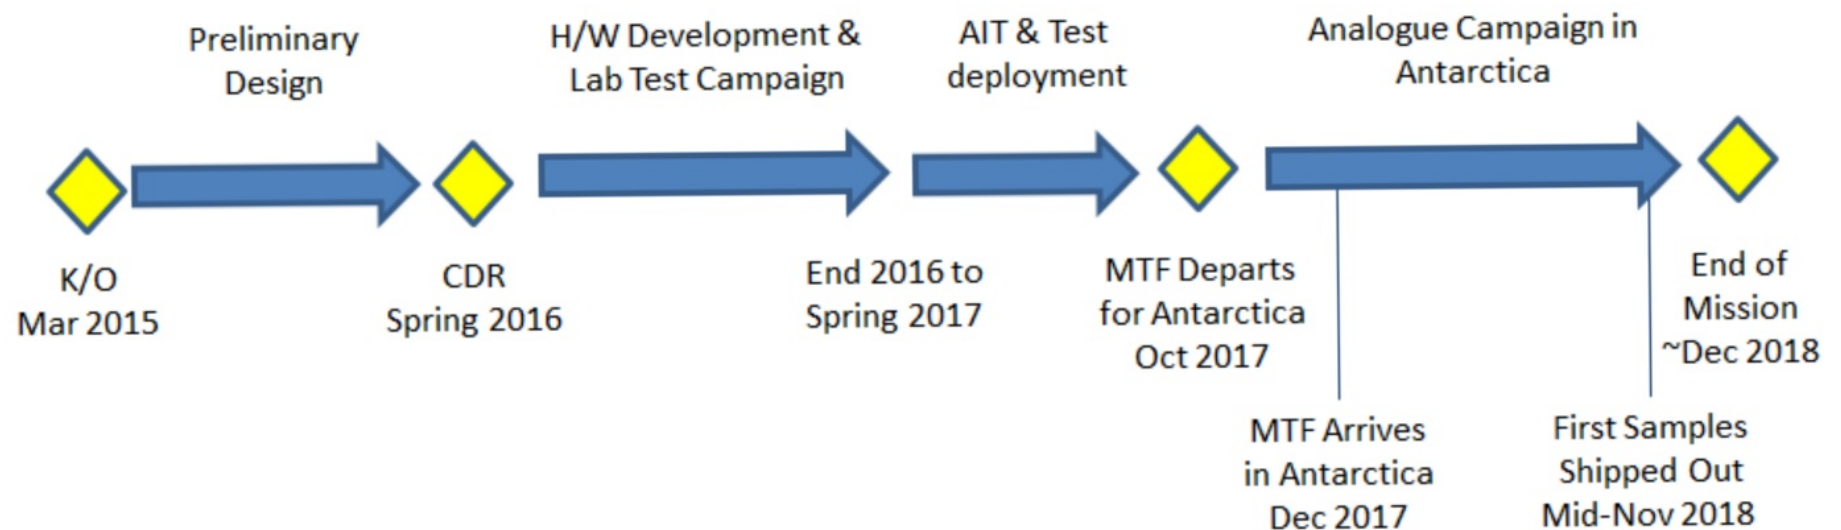 Preliminary
Design
H/W Development &
Lab Test Campaign
AIT & Test
deployment
Analogue Campaign in
Antarctica
K/O
Mar 2015
CDR
Spring 2016
End 2016 to
Spring 2017
MTF Departs
for Antarctica
Oct 2017
End of
Mission
~Dec 2018
MTF Arrives
in Antarctica
Dec 2017
First Samples
Shipped Out
Mid-Nov 2018